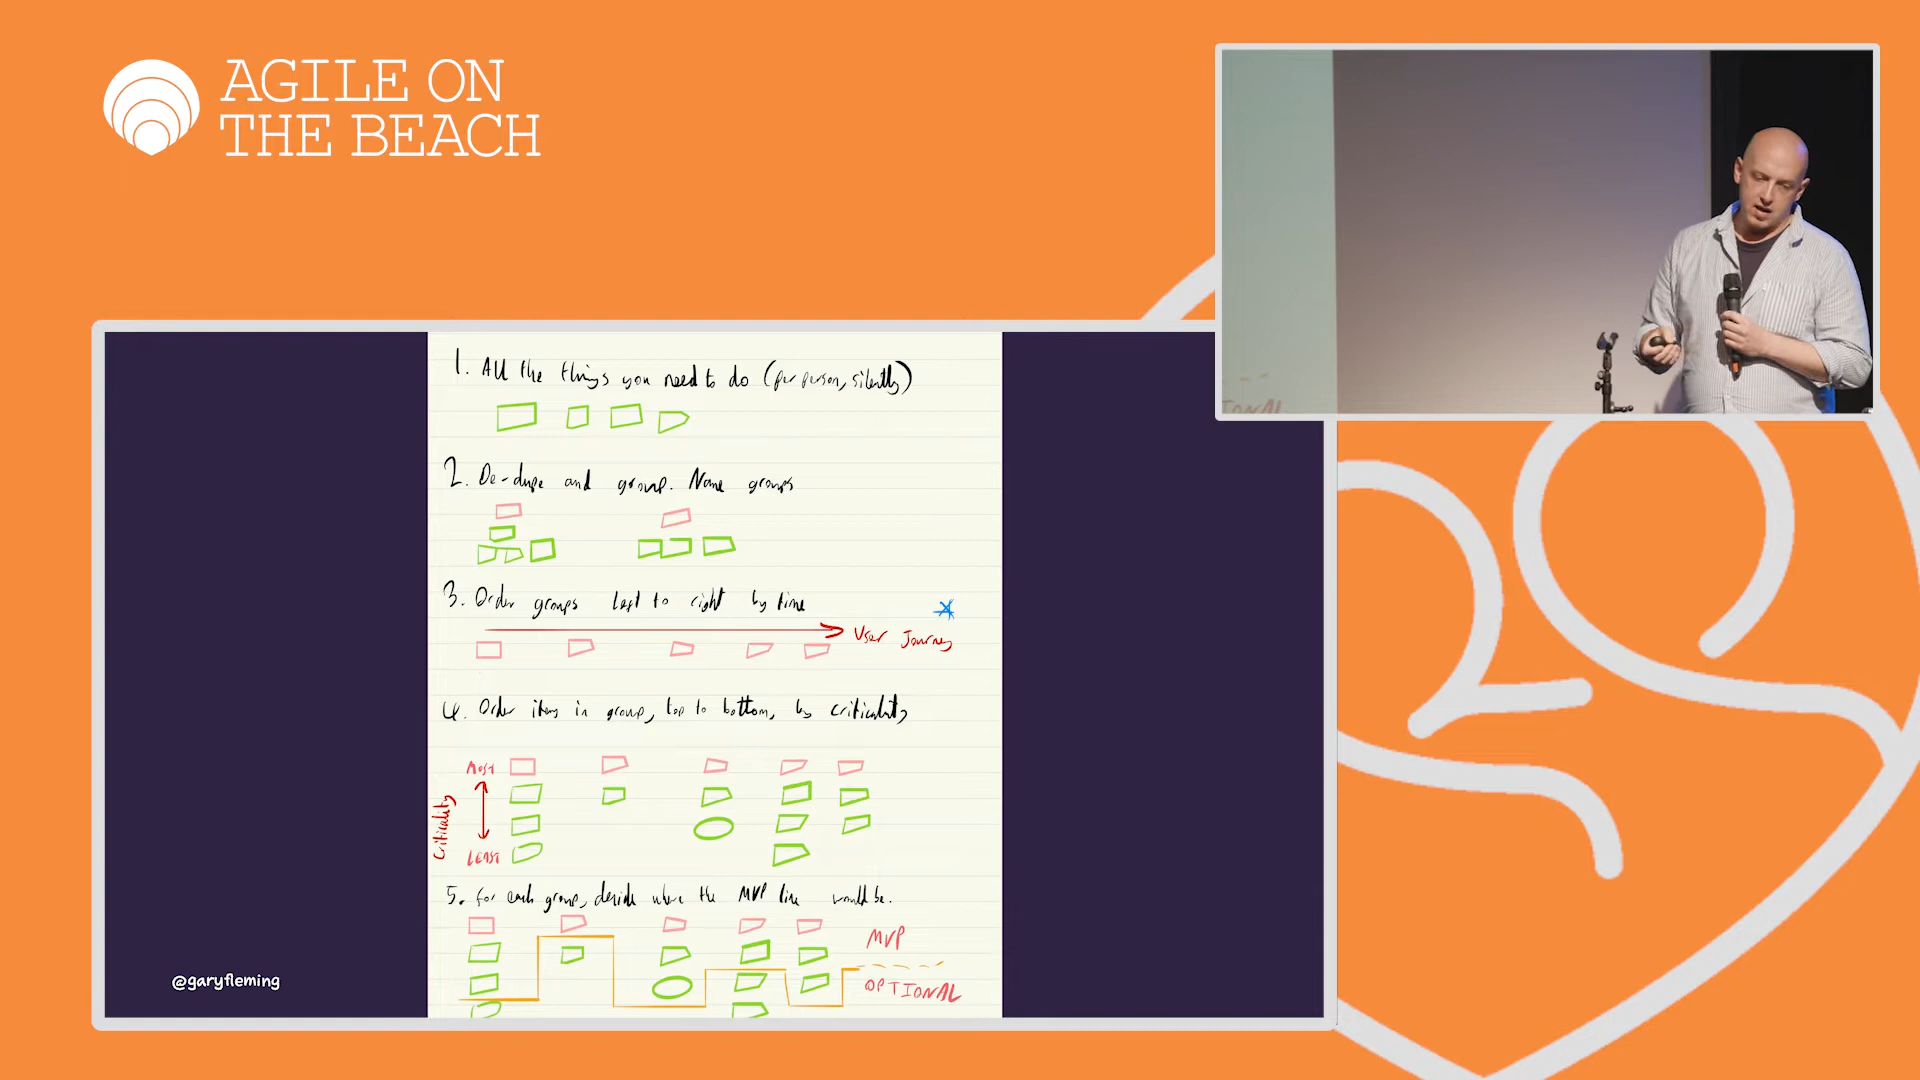 AGILE ON
THE BEACH
1. All the things you need to do (per person, silently)
2. De-dupe and group. Name groups
3. Order groups left to right by time
User Journey
4. Order items in group, top to bottom, by criticality
MOST
Criticality
LEAST
5. For each group, decide where the MVP line would be.
MVP
OPTIONAL
@garyfleming
IONAL